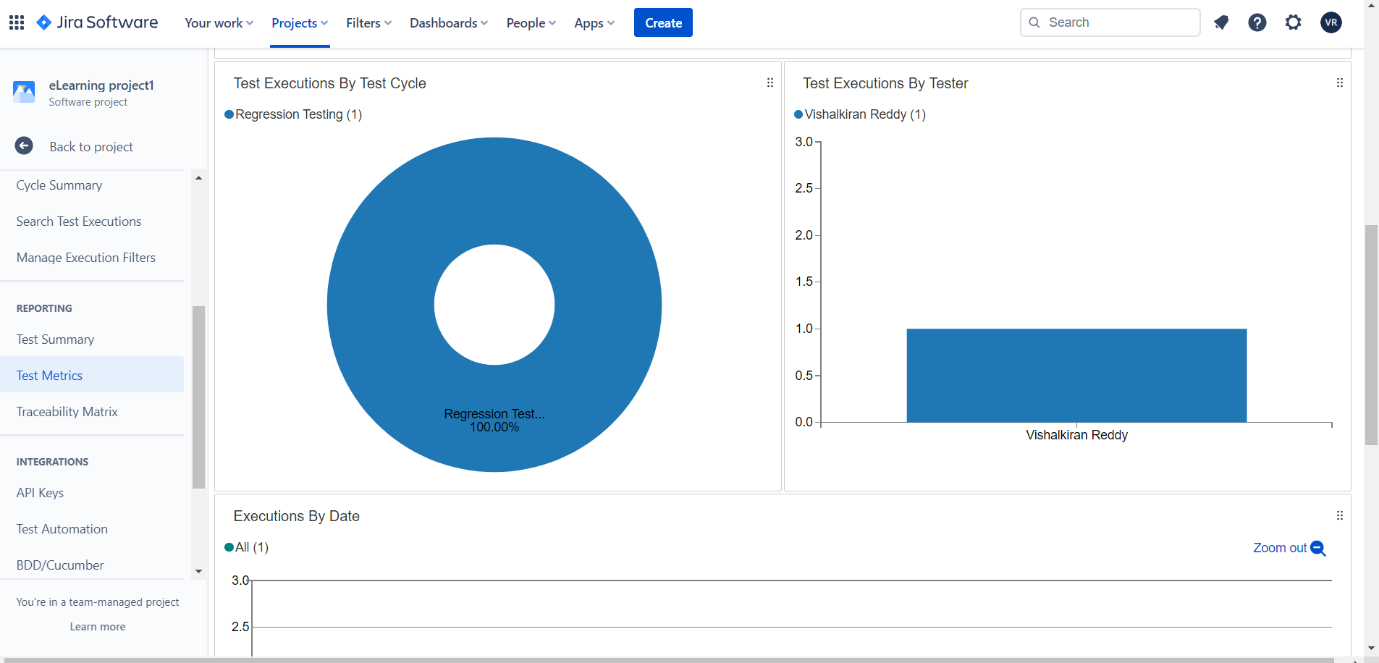 Jira Software
Your work
Projects
Filters
Dashboards
People
Apps
Create
Search
VR
eLearning project1
Software project
Back to project
Cycle Summary
Search Test Executions
Manage Execution Filters
REPORTING
Test Summary
Test Metrics
Traceability Matrix
INTEGRATIONS
API Keys
Test Automation
BDD/Cucumber
You're in a team-managed project
Learn more
Test Executions By Test Cycle
Regression Testing (1)
Regression Test...
100.00%
Test Executions By Tester
Vishalkiran Reddy (1)
3.0
2.5
2.0
1.5
1.0
0.5
0.0
Vishalkiran Reddy
Executions By Date
All (1)
Zoom out
3.0
2.5